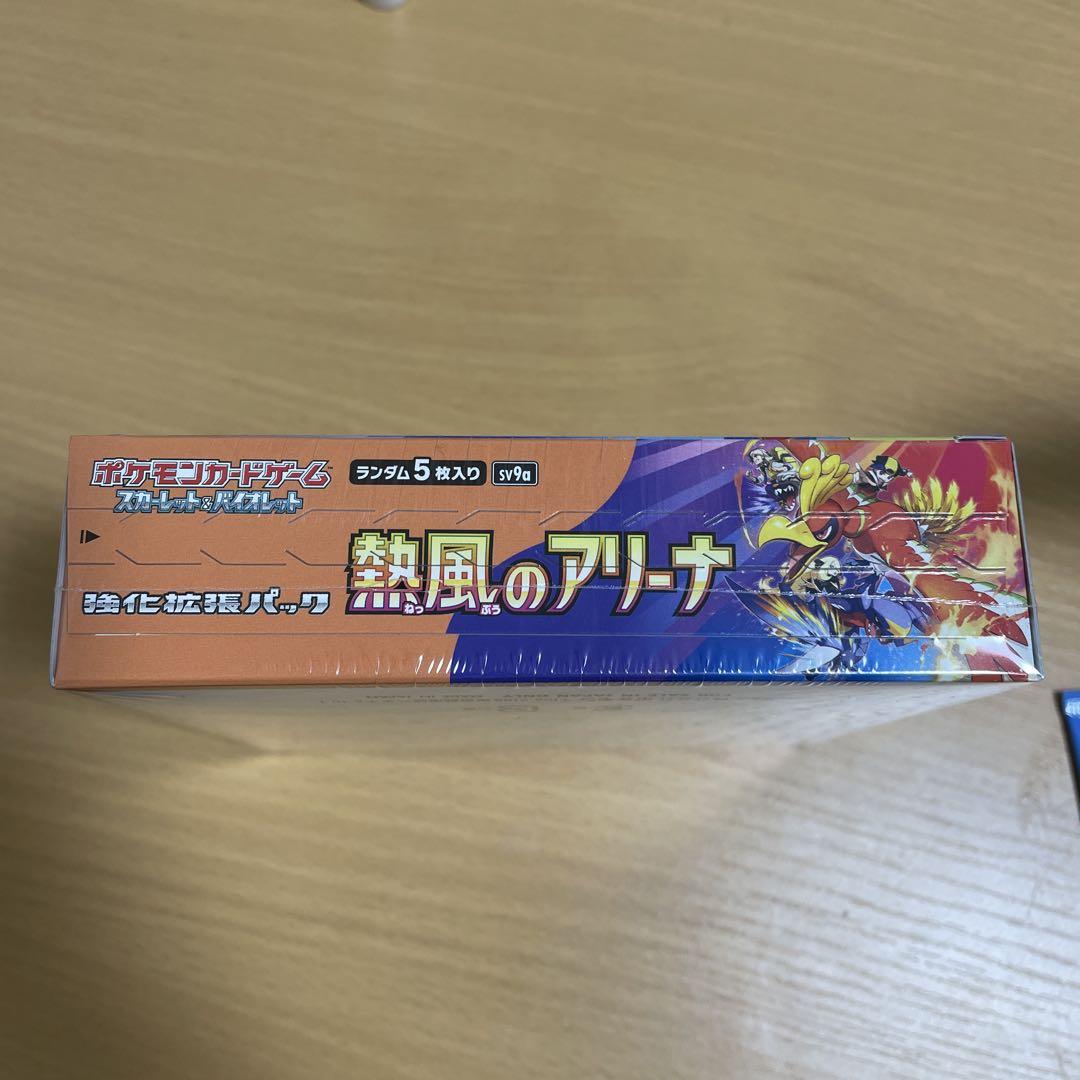 ポケモンカードゲーム
スカーレット&バイオレット
ランダム5枚入り
sv9a
強化拡張パック
熱風のアリーナ
ねっ ぷう